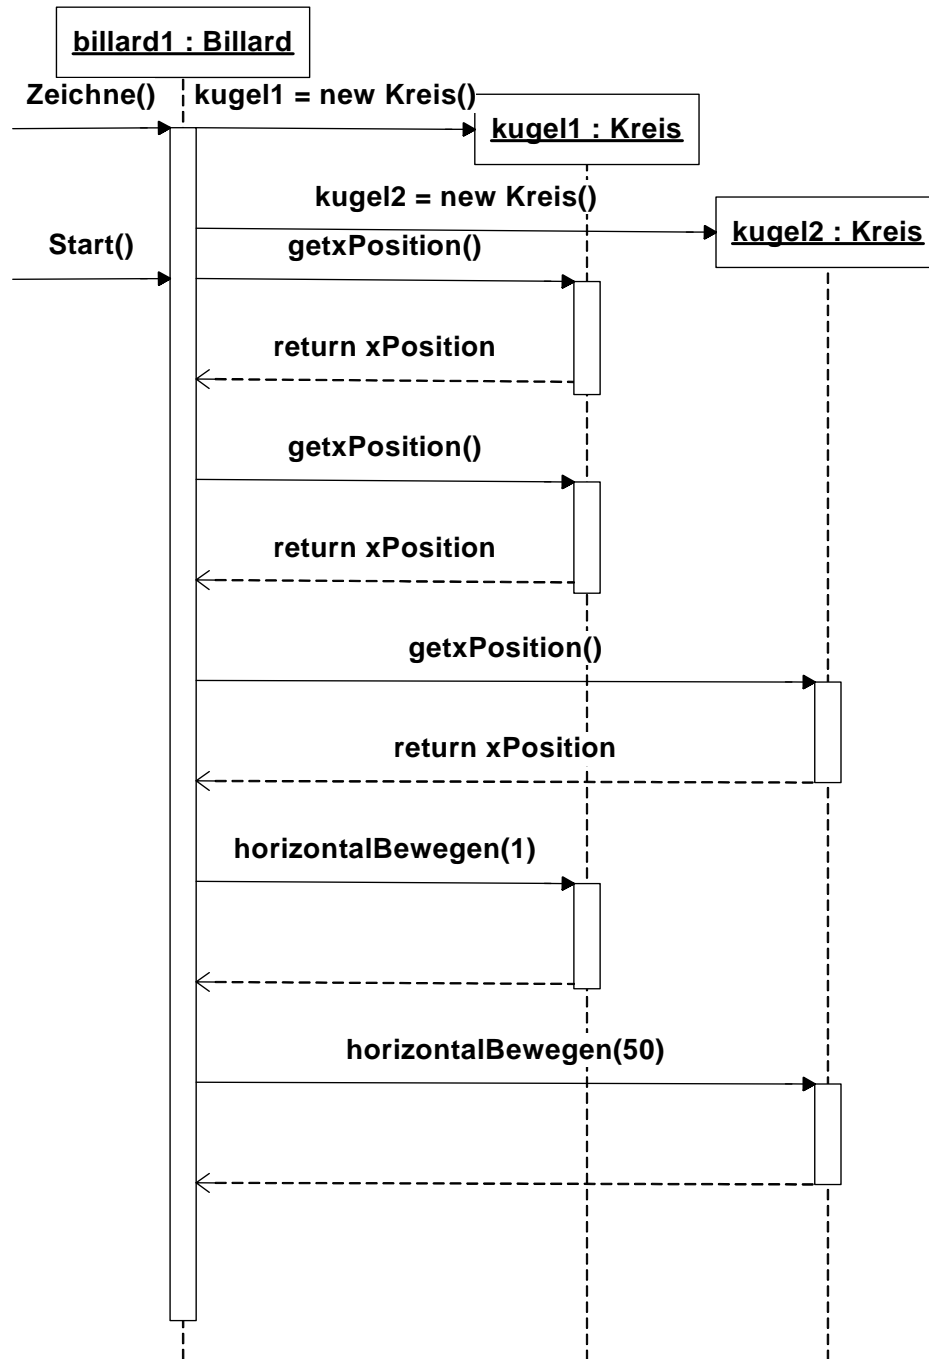 billard1 : Billard
Zeichne()
kugel1 = new Kreis()
kugel1 : Kreis
kugel2 = new Kreis()
kugel2 : Kreis
Start()
getxPosition()
return xPosition
getxPosition()
return xPosition
getxPosition()
return xPosition
horizontalBewegen(1)
horizontalBewegen(50)